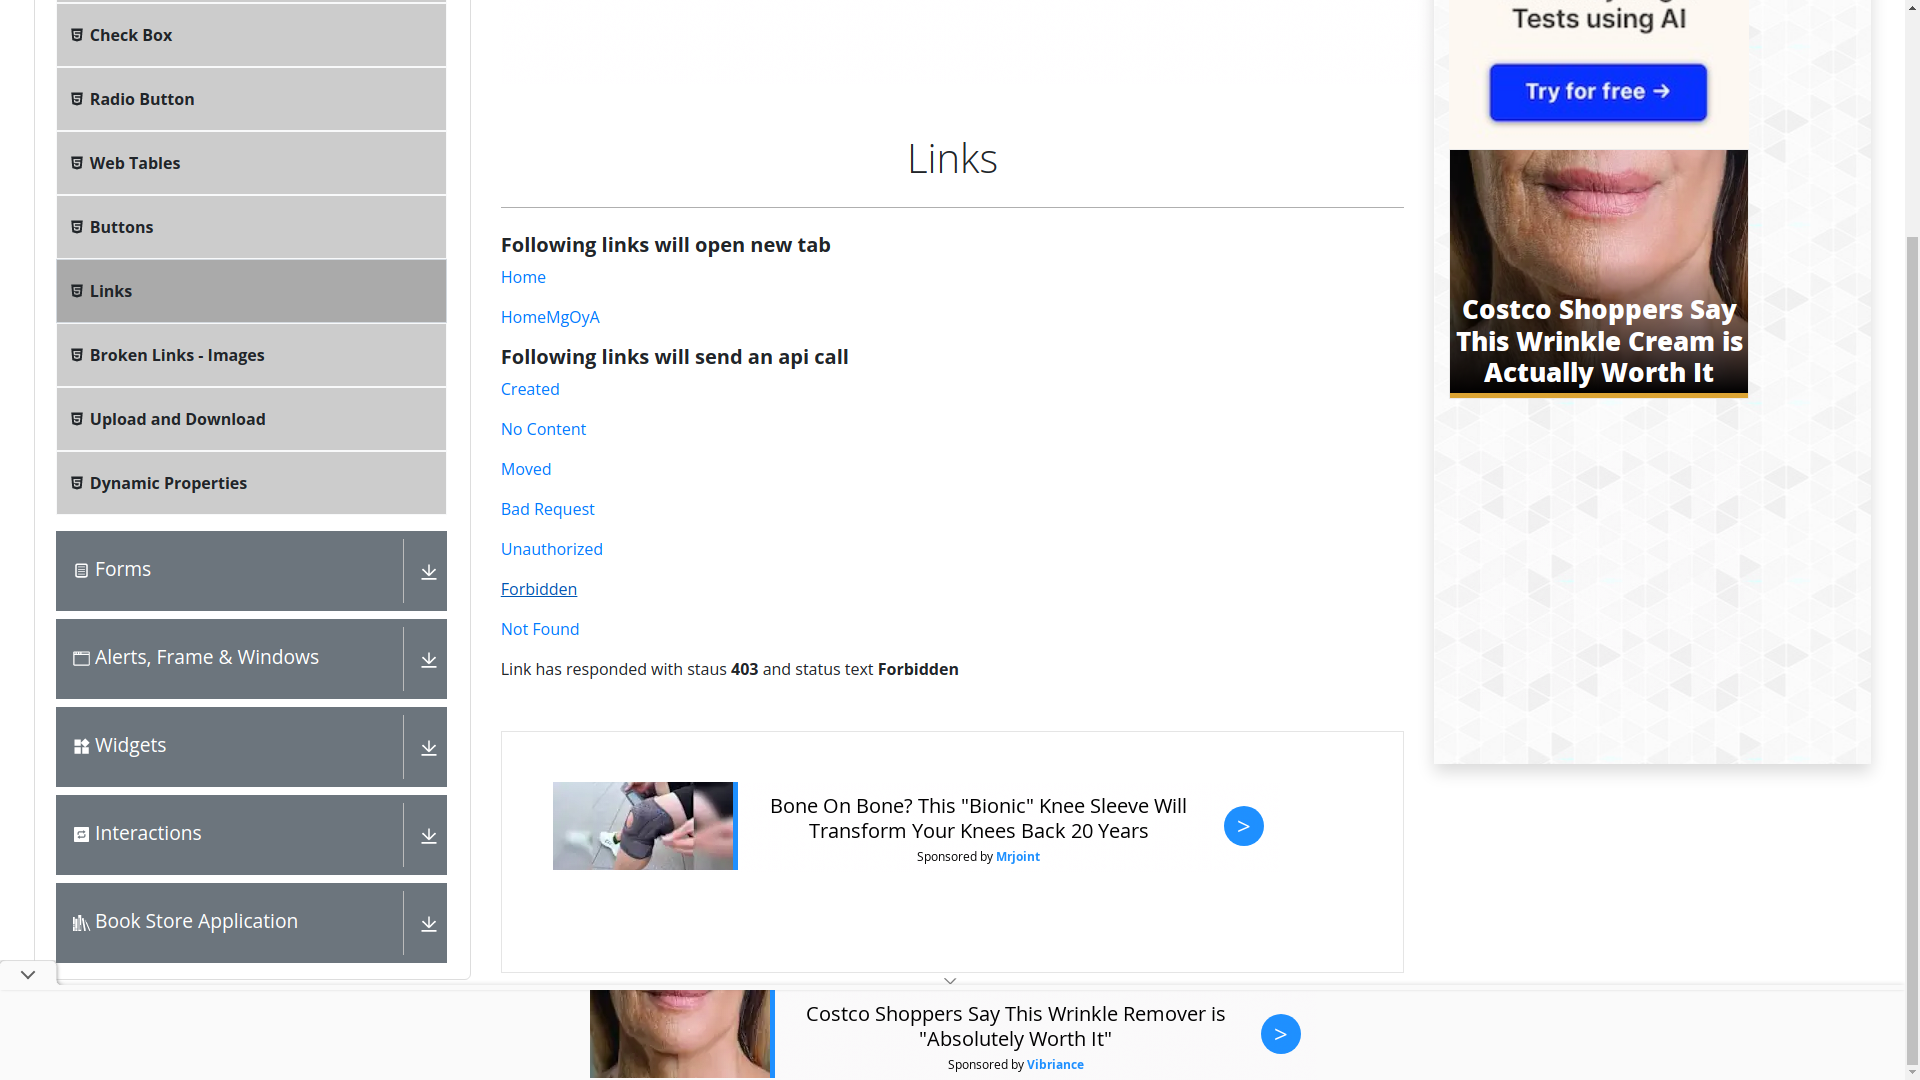 Check Box
Radio Button
Web Tables
Buttons
Links
Broken Links - Images
Upload and Download
Dynamic Properties
Forms
Alerts, Frame & Windows
Widgets
Interactions
Book Store Application
Links
Following links will open new tab
Home
HomeMgOyA
Following links will send an api call
Created
No Content
Moved
Bad Request
Unauthorized
Forbidden
Not Found
Link has responded with staus 403 and status text Forbidden
Bone On Bone? This "Bionic" Knee Sleeve Will
Transform Your Knees Back 20 Years
Sponsored by Mrjoint
>
Tests using AI
Try for free →
Costco Shoppers Say
This Wrinkle Cream is
Actually Worth It
Costco Shoppers Say This Wrinkle Remover is
"Absolutely Worth It"
Sponsored by Vibriance
>